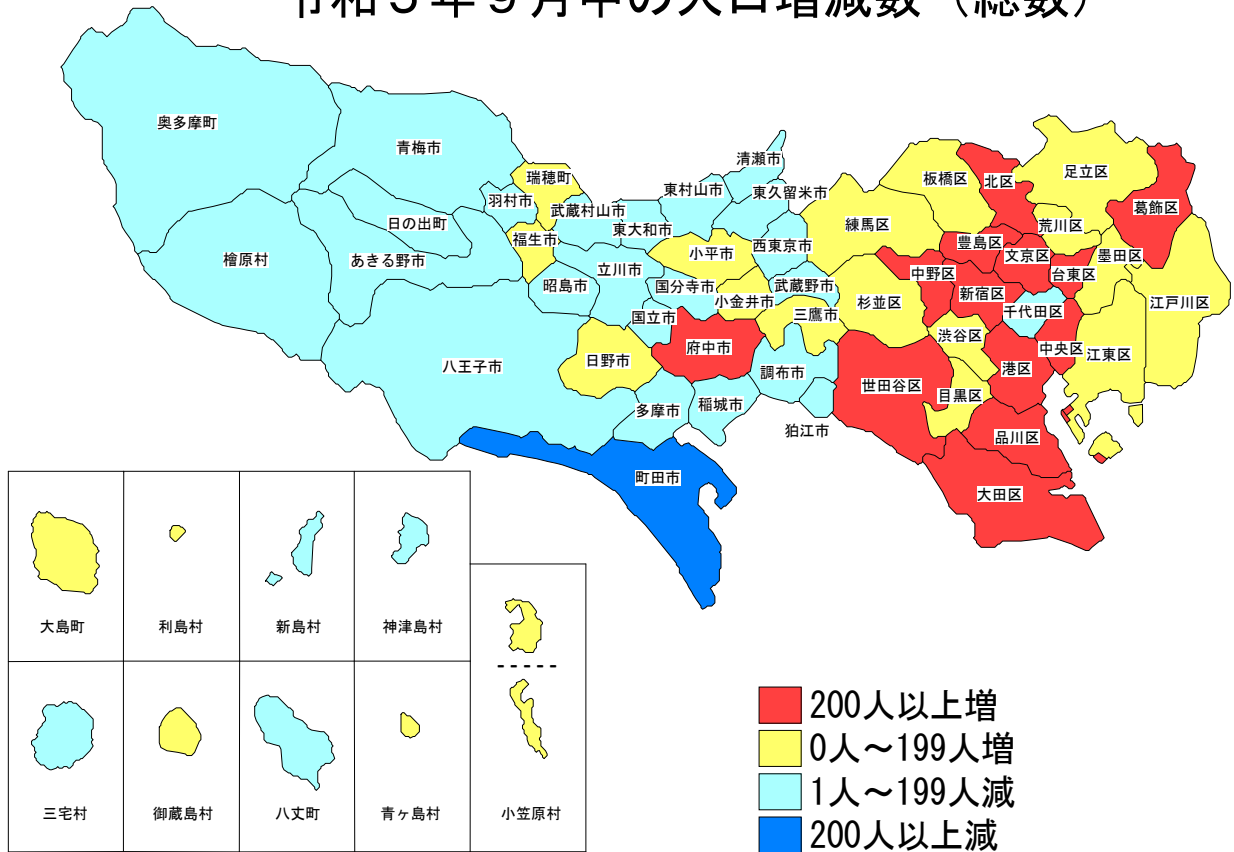 令和５年９月中の人口増減数（総数）
奥多摩町
青梅市
瑞穂町
羽村市
武蔵村山市
東村山市
清瀬市
東久留米市
東大和市
日の出町
福生市
小平市
西東京市
檜原村
あきる野市
立川市
昭島市
国分寺市
小金井市
武蔵野市
三鷹市
国立市
府中市
日野市
八王子市
調布市
多摩市
稲城市
狛江市
町田市
板橋区
北区
足立区
葛飾区
練馬区
荒川区
豊島区
文京区
墨田区
台東区
中野区
新宿区
千代田区
江戸川区
杉並区
渋谷区
中央区
江東区
港区
世田谷区
目黒区
品川区
大田区
大島町
利島村
新島村
神津島村
三宅村
御蔵島村
八丈町
青ヶ島村
小笠原村
200人以上増
0人～199人増
1人～199人減
200人以上減